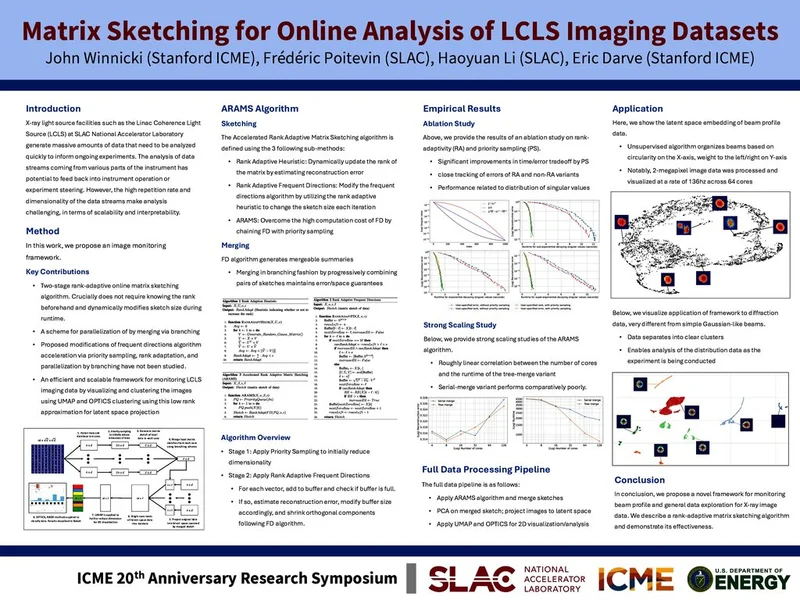 Matrix Sketching for Online Analysis of LCLS Imaging Datasets
John Winnicki (Stanford ICME), Frédéric Poitevin (SLAC), Haoyuan Li (SLAC), Eric Darve (Stanford ICME)
Introduction
X-ray light source facilities such as the Linac Coherence Light
Source (LCLS) at SLAC National Accelerator Laboratory
generate massive amounts of data that need to be analyzed
quickly to inform ongoing experiments. The analysis of data
streams coming from various parts of the instrument has
potential to feed back into instrument operation or
experiment steering. However, the high repetition rate and
dimensionality of the data streams make analysis
challenging, in terms of scalability and interpretability.
Method
In this work, we propose an image monitoring
framework.
Key Contributions
• Two-stage rank-adaptive online matrix sketching
algorithm. Crucially does not require knowing the rank
beforehand and dynamically modifies sketch size during
runtime.
• A scheme for parallelization of by merging via branching
• Proposed modifications of frequent directions algorithm
acceleration via priority sampling, rank adaptation, and
parallelization by branching have not been studied.
• An efficient and scalable framework for monitoring LCLS
imaging data by visualizing and clustering the images
using UMAP and OPTICS clustering using this low rank
approximation for latent space projection
ARAMS Algorithm
Sketching
The Accelerated Rank Adaptive Matrix Sketching algorithm is
defined using the 3 following sub-methods:
• Rank Adaptive Heuristic: Dynamically update the rank of
the matrix by estimating reconstruction error
• Rank Adaptive Frequent Directions: Modify the frequent
directions algorithm by utilizing the rank adaptive
heuristic to change the sketch size each iteration
• ARAMS: Overcome the high computation cost of FD by
chaining FD with priority sampling
Merging
FD algorithm generates mergeable summaries
• Merging in branching fashion by progressively combine
pairs of sketches maintains error/space guarantees
Algorithm 1 Rank Adaptive Heuristic
Algorithm 2 Rank Adaptive Frequent Directions
Algorithm 3 Accelerated Rank Adaptive Matrix Sketching
(ARAMS)
Algorithm Overview
• Stage 1: Apply Priority Sampling to initially reduce
dimensionality
• Stage 2: Apply Rank Adaptive Frequent Directions
• For each vector, add to buffer and check if buffer is full.
• If so, estimate reconstruction error, modify buffer size
accordingly, and shrink orthogonal components
following FD algorithm.
Empirical Results
Ablation Study
Above, we provide the results of an ablation study on rank-
adaptivity (RA) and priority sampling (PS).
• Significant improvements in time/error tradeoff by PS
• close tracking of errors of RA and non-RA variants
• Performance related to distribution of singular values
Strong Scaling Study
Below, we provide strong scaling studies of the ARAMS
algorithm.
• Roughly linear correlation between the number of cores
and the runtime of the tree-merge variant
• Serial-merge variant performs comparatively poorly.
Full Data Processing Pipeline
The full data pipeline is as follows:
• Apply ARAMS algorithm and merge sketches
• PCA on merged sketch; project images to latent space
• Apply UMAP and OPTICS for 2D visualization/analysis
Application
Here, we show the latent space embedding of beam profile
data.
• Unsupervised algorithm organizes beams based on
circularity on the X-axis, weight to the left/right on Y-axis
• Notably, 2-megapixel image data was processed and
visualized at a rate of 136hz across 64 cores
Below, we visualize application of framework to diffraction
data, very different from simple Gaussian-like beams.
• Data separates into clear clusters
• Enables analysis of the distribution data as the
experiment is being conducted
Conclusion
In conclusion, we propose a novel framework for monitoring
beam profile and general data exploration for X-ray image
data. We describe a rank-adaptive matrix sketching algorithm
and demonstrate its effectiveness.
ICME 20th Anniversary Research Symposium
SLAC NATIONAL
ACCELERATOR
LABORATORY
ICME
U.S. DEPARTMENT OF
ENERGY